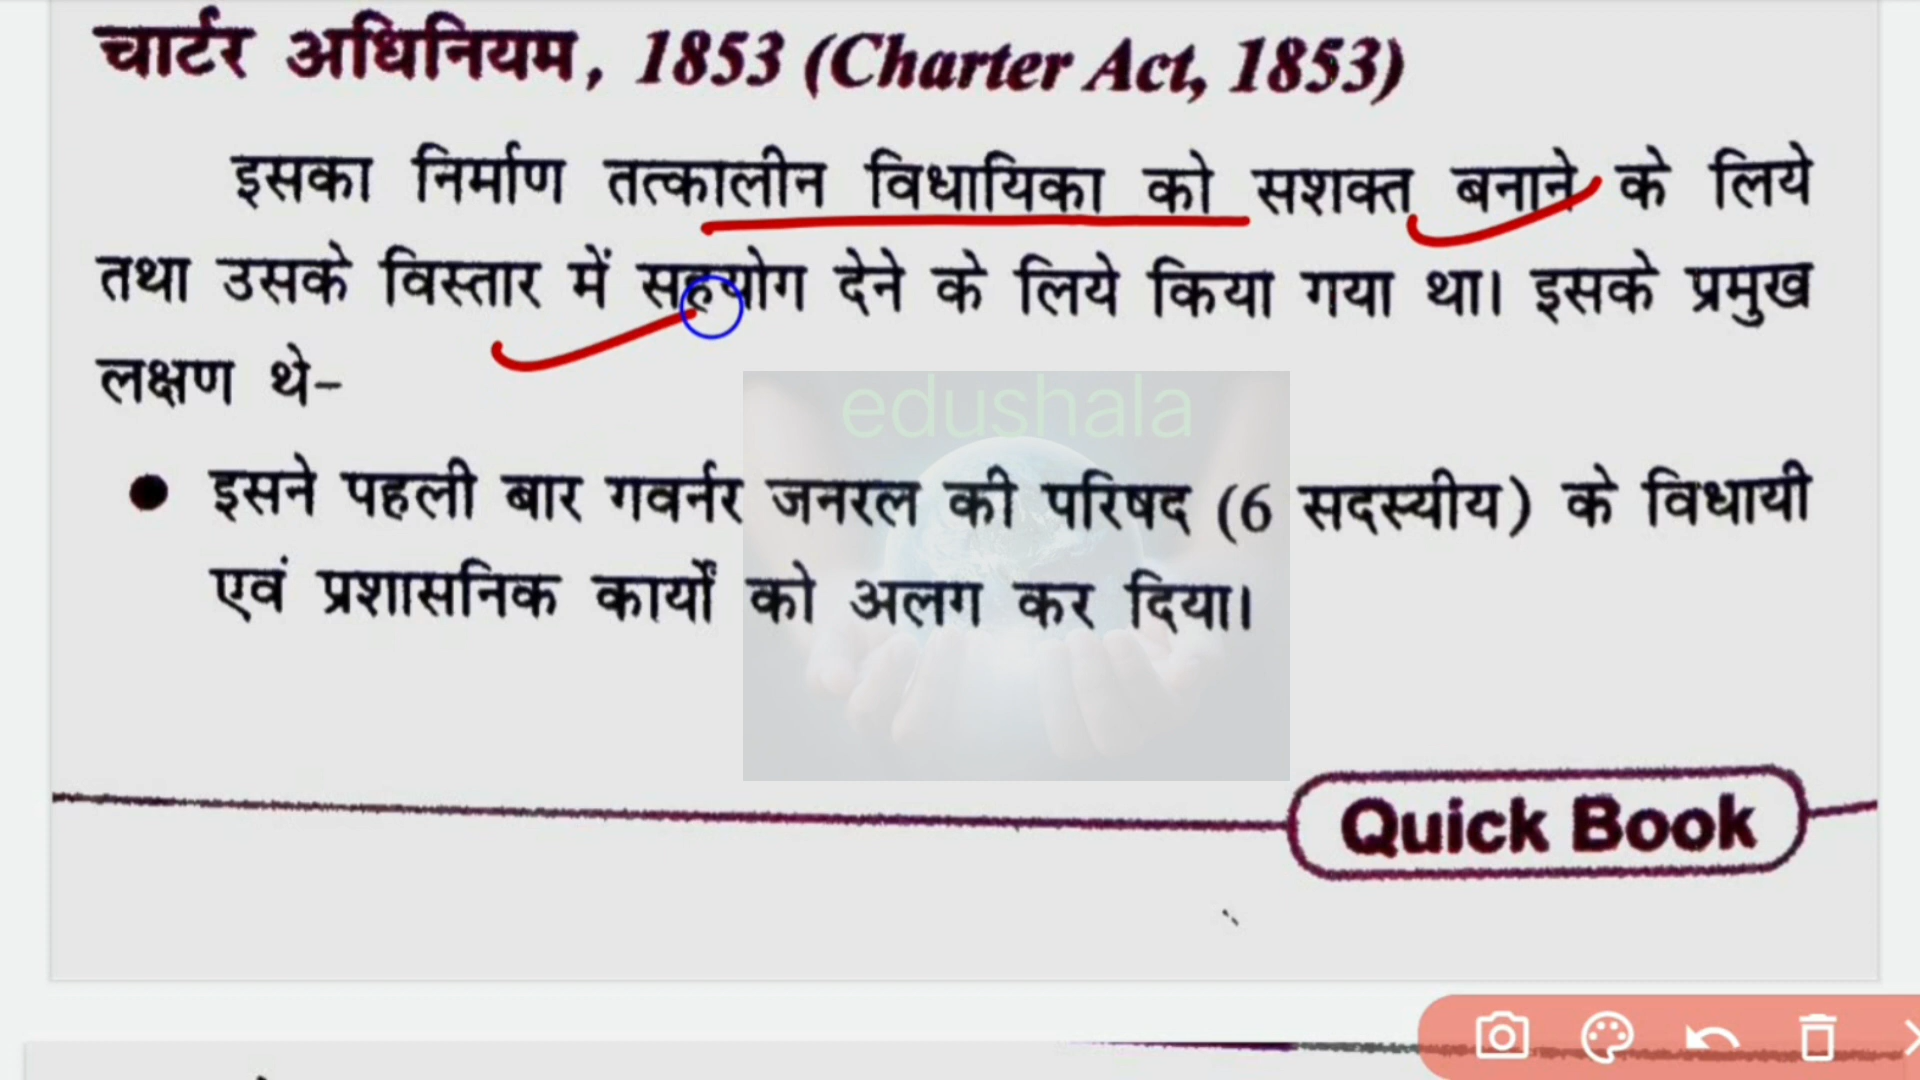 चार्टर अधिनियम, 1853 (Charter Act, 1853)
इसका निर्माण तत्कालीन विधायिका को सशक्त बनाने के लिये
तथा उसके विस्तार में सहयोग देने के लिये किया गया था। इसके प्रमुख
लक्षण थे–
edushala
● इसने पहली बार गवर्नर जनरल की परिषद (6 सदस्यीय) के विधायी
एवं प्रशासनिक कार्यों को अलग कर दिया।
Quick Book